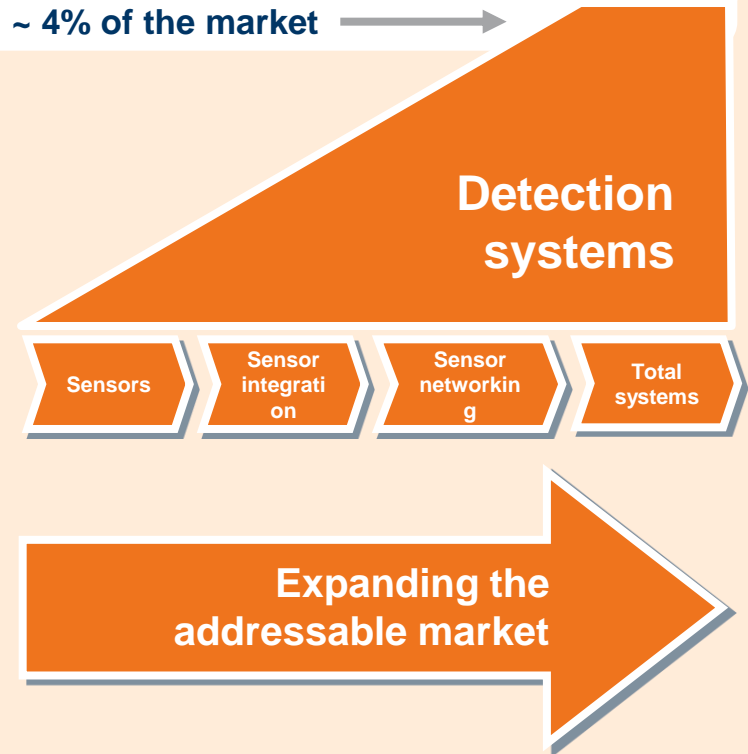 ~ 4% of the market
Detection
systems
Sensors
Sensor
integrati
on
Sensor
networkin
g
Total
systems
Expanding the
addressable market